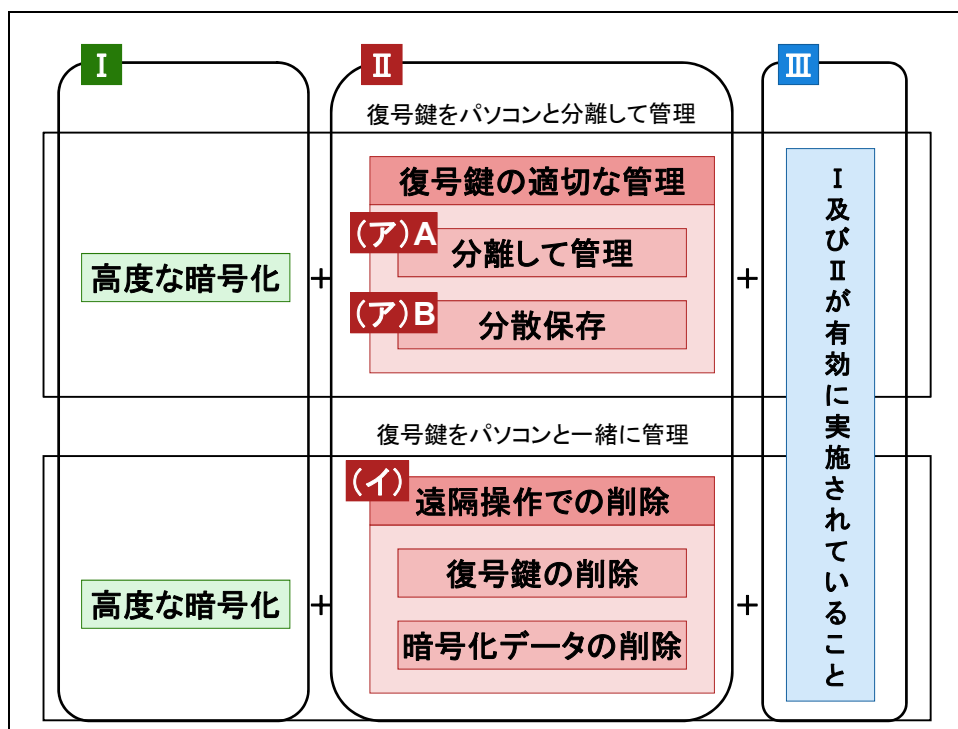 Ⅰ
Ⅱ
Ⅲ
復号鍵をパソコンと分離して管理
復号鍵の適切な管理
(ア)A
分離して管理
高度な暗号化
+
+
(ア)B
分散保存
Ⅰ及びⅡが有効に実施されていること
復号鍵をパソコンと一緒に管理
(イ)
遠隔操作での削除
復号鍵の削除
高度な暗号化
+
+
暗号化データの削除